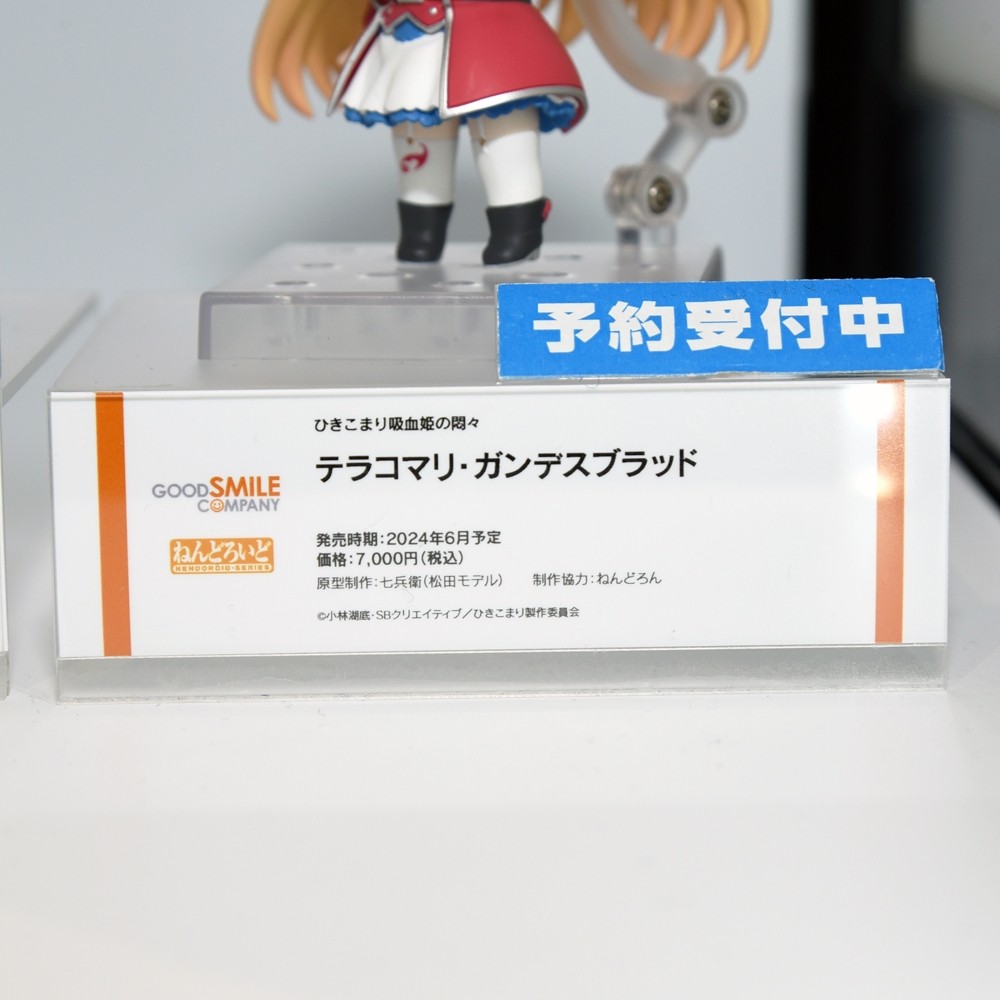 予約受付中
ひきこまり吸血姫の悶々
テラコマリ・ガンデスブラッド
GOODSMILE
COMPANY
ねんどろいど
NENDOROID-SERIES
発売時期:2024年6月予定
価格:7,000円(税込)
原型制作:七兵衛(松田モデル) 制作協力:ねんどろん
©小林湖底・SBクリエイティブ/ひきこまり製作委員会